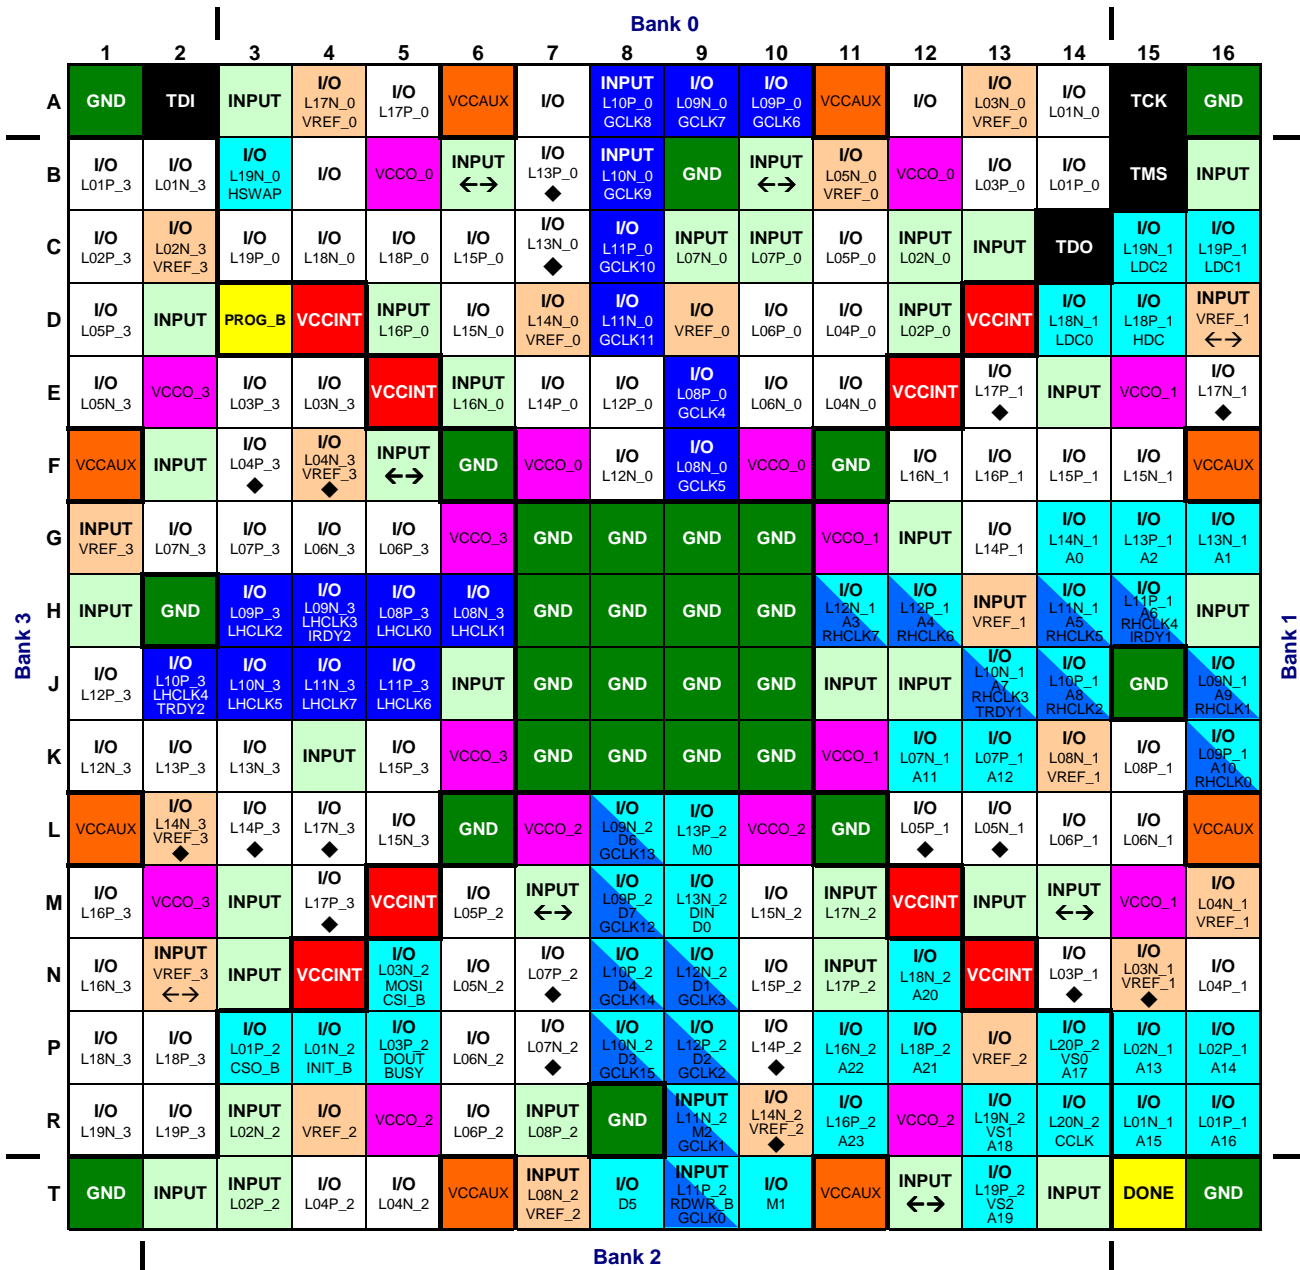 Bank 0
1 2 3 4 5 6 7 8 9 10 11 12 13 14 15 16
A GND TDI INPUT I/O L17N_0 VREF_0 I/O L17P_0 VCCAUX I/O INPUT L10P_0 GCLK8 I/O L09N_0 GCLK7 I/O L09P_0 GCLK6 VCCAUX I/O I/O L03N_0 VREF_0 I/O L01N_0 TCK GND
B I/O L01P_3 I/O L01N_3 I/O L19N_0 HSWAP I/O VCCO_0 INPUT ←→ I/O L13P_0 ◆ INPUT L10N_0 GCLK9 GND INPUT ←→ I/O L05N_0 VREF_0 VCCO_0 I/O L03P_0 I/O L01P_0 TMS INPUT
C I/O L02P_3 I/O L02N_3 VREF_3 I/O L19P_0 I/O L18N_0 I/O L18P_0 I/O L15P_0 I/O L13N_0 ◆ I/O L11P_0 GCLK10 INPUT L07N_0 INPUT L07P_0 I/O L05P_0 INPUT L02N_0 INPUT TDO I/O L19N_1 LDC2 I/O L19P_1 LDC1
D I/O L05P_3 INPUT PROG_B VCCINT INPUT L16P_0 I/O L15N_0 I/O L14N_0 VREF_0 I/O L11N_0 GCLK11 I/O VREF_0 I/O L06P_0 I/O L04P_0 INPUT L02P_0 VCCINT I/O L18N_1 LDC0 I/O L18P_1 HDC INPUT VREF_1 ←→
E I/O L05N_3 VCCO_3 I/O L03P_3 I/O L03N_3 VCCINT INPUT L16N_0 I/O L14P_0 I/O L12P_0 I/O L08P_0 GCLK4 I/O L06N_0 I/O L04N_0 VCCINT I/O L17P_1 ◆ INPUT VCCO_1 I/O L17N_1 ◆
F VCCAUX INPUT I/O L04P_3 ◆ I/O L04N_3 VREF_3 ◆ INPUT ←→ GND VCCO_0 I/O L12N_0 I/O L08N_0 GCLK5 VCCO_0 GND I/O L16N_1 I/O L16P_1 I/O L15P_1 I/O L15N_1 VCCAUX
G INPUT VREF_3 I/O L07N_3 I/O L07P_3 I/O L06N_3 I/O L06P_3 VCCO_3 GND GND GND GND VCCO_1 INPUT I/O L14P_1 I/O L14N_1 A0 I/O L13P_1 A2 I/O L13N_1 A1
H INPUT GND I/O L09P_3 LHCLK2 I/O L09N_3 LHCLK3 IRDY2 I/O L08P_3 LHCLK0 I/O L08N_3 LHCLK1 GND GND GND GND I/O L12N_1 A3 RHCLK7 I/O L12P_1 A4 RHCLK6 INPUT VREF_1 I/O L11N_1 A5 RHCLK5 I/O L11P_1 A6 RHCLK4 IRDY1 INPUT
Bank 3
Bank 1
J I/O L12P_3 I/O L10P_3 LHCLK4 TRDY2 I/O L10N_3 LHCLK5 I/O L11N_3 LHCLK7 I/O L11P_3 LHCLK6 INPUT GND GND GND GND INPUT INPUT I/O L10N_1 A7 RHCLK3 TRDY1 I/O L10P_1 A8 RHCLK2 GND I/O L09N_1 A9 RHCLK1
K I/O L12N_3 I/O L13P_3 I/O L13N_3 INPUT I/O L15P_3 VCCO_3 GND GND GND GND VCCO_1 I/O L07N_1 A11 I/O L07P_1 A12 I/O L08N_1 VREF_1 I/O L08P_1 I/O L09P_1 A10 RHCLK0
L VCCAUX I/O L14N_3 VREF_3 ◆ I/O L14P_3 ◆ I/O L17N_3 ◆ I/O L15N_3 GND VCCO_2 I/O L09N_2 D6 GCLK13 I/O L13P_2 M0 VCCO_2 GND I/O L05P_1 ◆ I/O L05N_1 ◆ I/O L06P_1 I/O L06N_1 VCCAUX
M I/O L16P_3 VCCO_3 INPUT I/O L17P_3 ◆ VCCINT I/O L05P_2 INPUT ←→ I/O L09P_2 D7 GCLK12 I/O L13N_2 DIN D0 I/O L15N_2 INPUT L17N_2 VCCINT INPUT INPUT ←→ VCCO_1 I/O L04N_1 VREF_1
N I/O L16N_3 INPUT VREF_3 ←→ INPUT VCCINT I/O L03N_2 MOSI CSI_B I/O L05N_2 I/O L07P_2 ◆ I/O L10P_2 D4 GCLK14 I/O L12N_2 D1 GCLK3 I/O L15P_2 INPUT L17P_2 I/O L18N_2 A20 VCCINT I/O L03P_1 ◆ I/O L03N_1 VREF_1 ◆ I/O L04P_1
P I/O L18N_3 I/O L18P_3 I/O L01P_2 CSO_B I/O L01N_2 INIT_B I/O L03P_2 DOUT BUSY I/O L06N_2 I/O L07N_2 ◆ I/O L10N_2 D3 GCLK15 I/O L12P_2 D2 GCLK2 I/O L14P_2 ◆ I/O L16N_2 A22 I/O L18P_2 A21 I/O VREF_2 I/O L20P_2 VS0 A17 I/O L02N_1 A13 I/O L02P_1 A14
R I/O L19N_3 I/O L19P_3 INPUT L02N_2 I/O VREF_2 VCCO_2 I/O L06P_2 INPUT L08P_2 GND INPUT L11N_2 M2 GCLK1 I/O L14N_2 VREF_2 ◆ I/O L16P_2 A23 VCCO_2 I/O L19N_2 VS1 A18 I/O L20N_2 CCLK I/O L01N_1 A15 I/O L01P_1 A16
T GND INPUT INPUT L02P_2 I/O L04P_2 I/O L04N_2 VCCAUX INPUT L08N_2 VREF_2 I/O D5 INPUT L11P_2 RDWR_B GCLK0 I/O M1 VCCAUX INPUT ←→ I/O L19P_2 VS2 A19 INPUT DONE GND
Bank 2